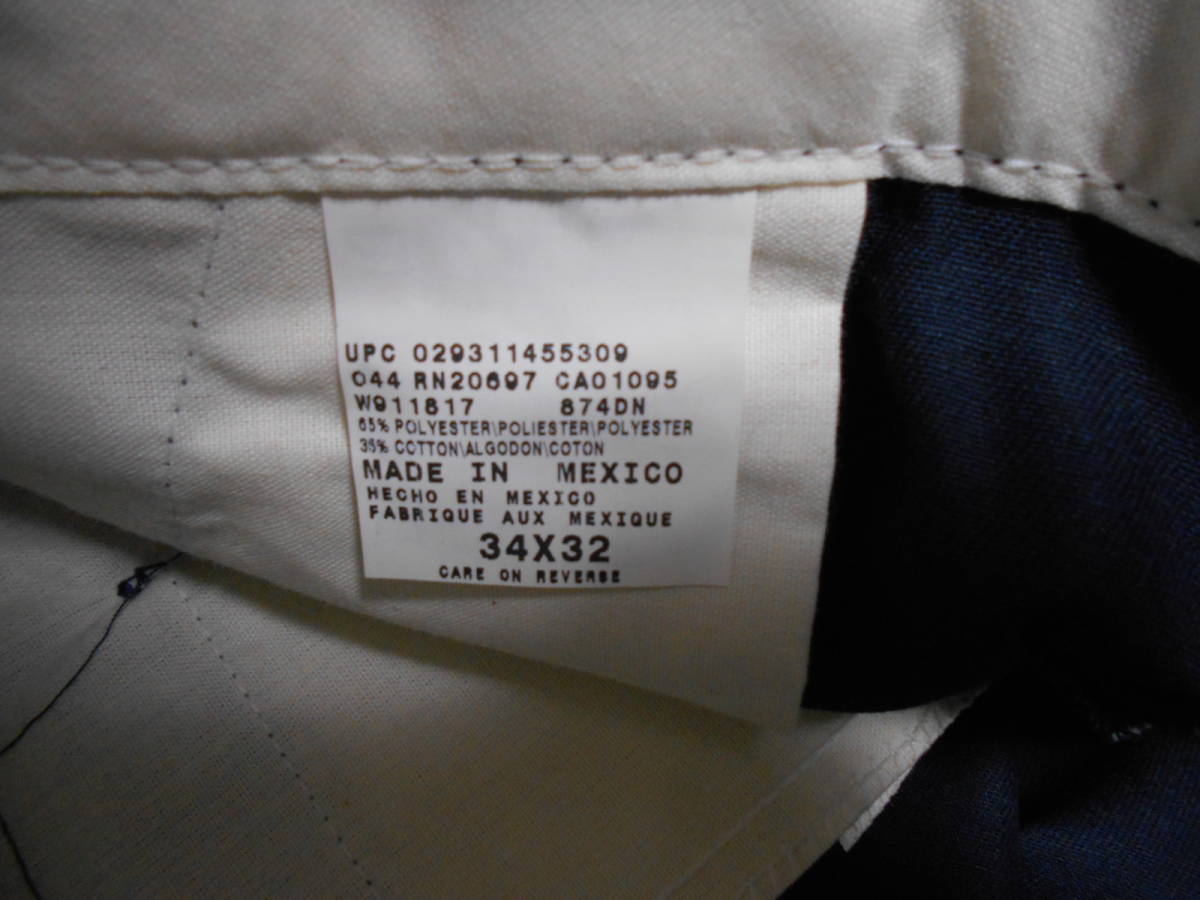 UPC 029311455309
044 RN20697 CA01095
W911817 874DN
65% POLYESTER\POLIESTER\POLYESTER
35% COTTON\ALGODON\COTON
MADE IN MEXICO
HECHO EN MEXICO
FABRIQUE AUX MEXIQUE
34X32
CARE ON REVERSE